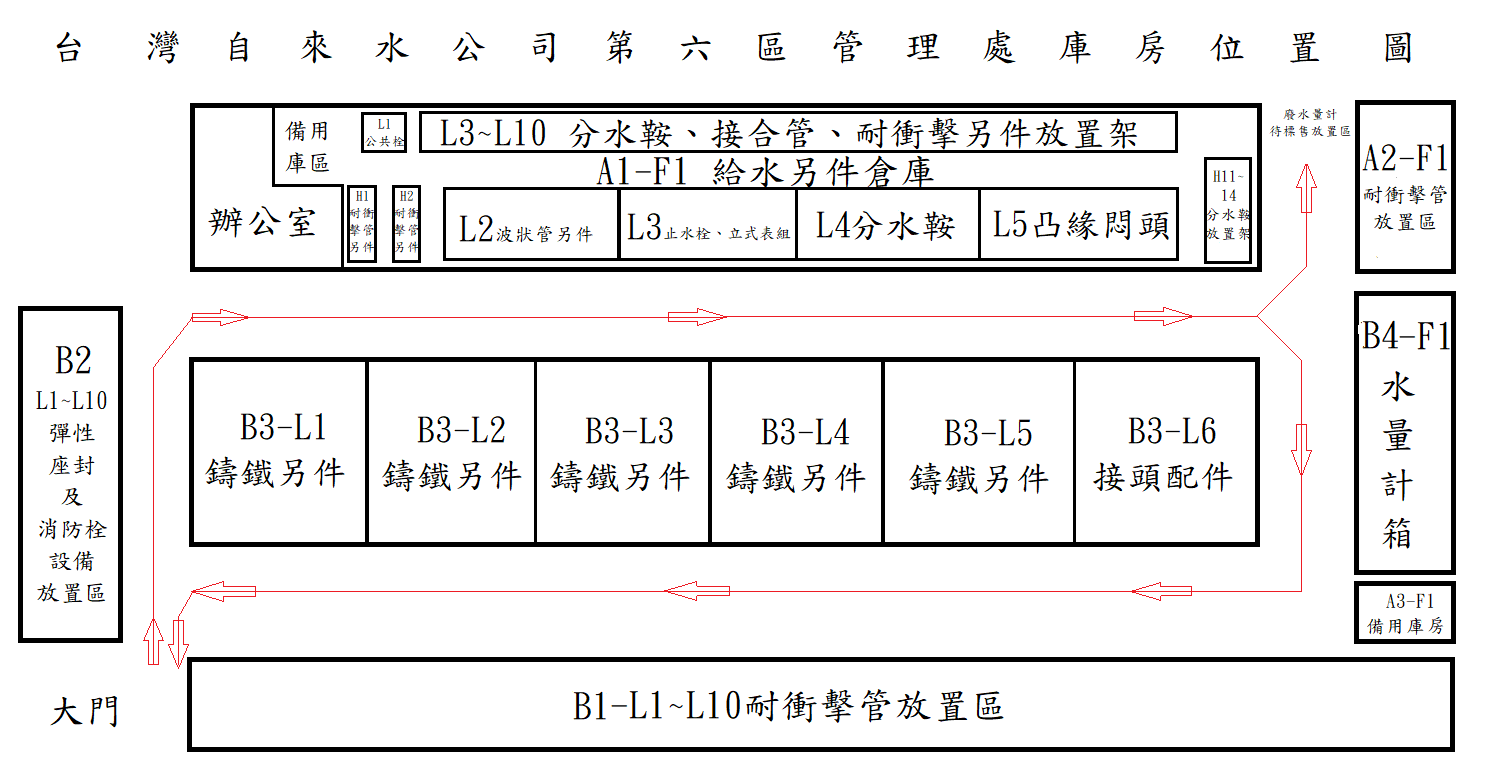 台灣自來水公司第六區管理處庫房位置圖
備用
庫區
L1
公共栓
L3~L10 分水鞍、接合管、耐衝擊另件放置架
A1-F1 給水另件倉庫
辦公室
H1
耐衝
擊管
另件
H2
耐衝
擊管
另件
L2波狀管另件
L3止水栓、立式表組
L4分水鞍
L5凸緣悶頭
H11~
14
分水鞍
放置架
廢水量計
待標售放置區
A2-F1
耐衝擊管
放置區
B2
L1~L10
彈性
座封
及
消防栓
設備
放置區
B3-L1
鑄鐵另件
B3-L2
鑄鐵另件
B3-L3
鑄鐵另件
B3-L4
鑄鐵另件
B3-L5
鑄鐵另件
B3-L6
接頭配件
B4-F1
水
量
計
箱
A3-F1
備用庫房
大門
B1-L1~L10耐衝擊管放置區